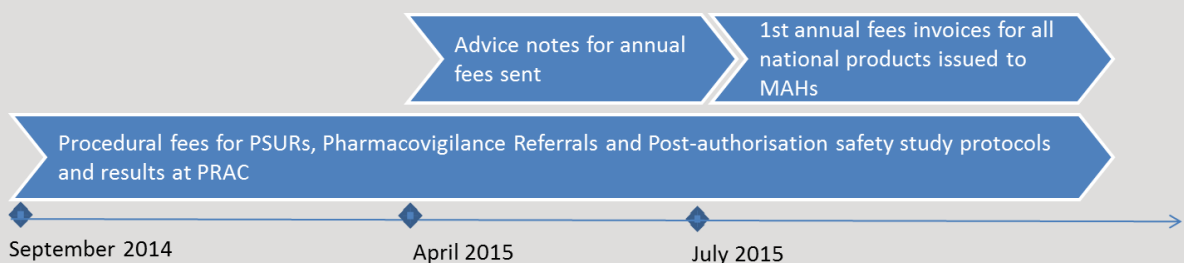 Advice notes for annual
fees sent
1st annual fees invoices for all
national products issued to
MAHs
Procedural fees for PSURs, Pharmacovigilance Referrals and Post-authorisation safety study protocols
and results at PRAC
September 2014
April 2015
July 2015